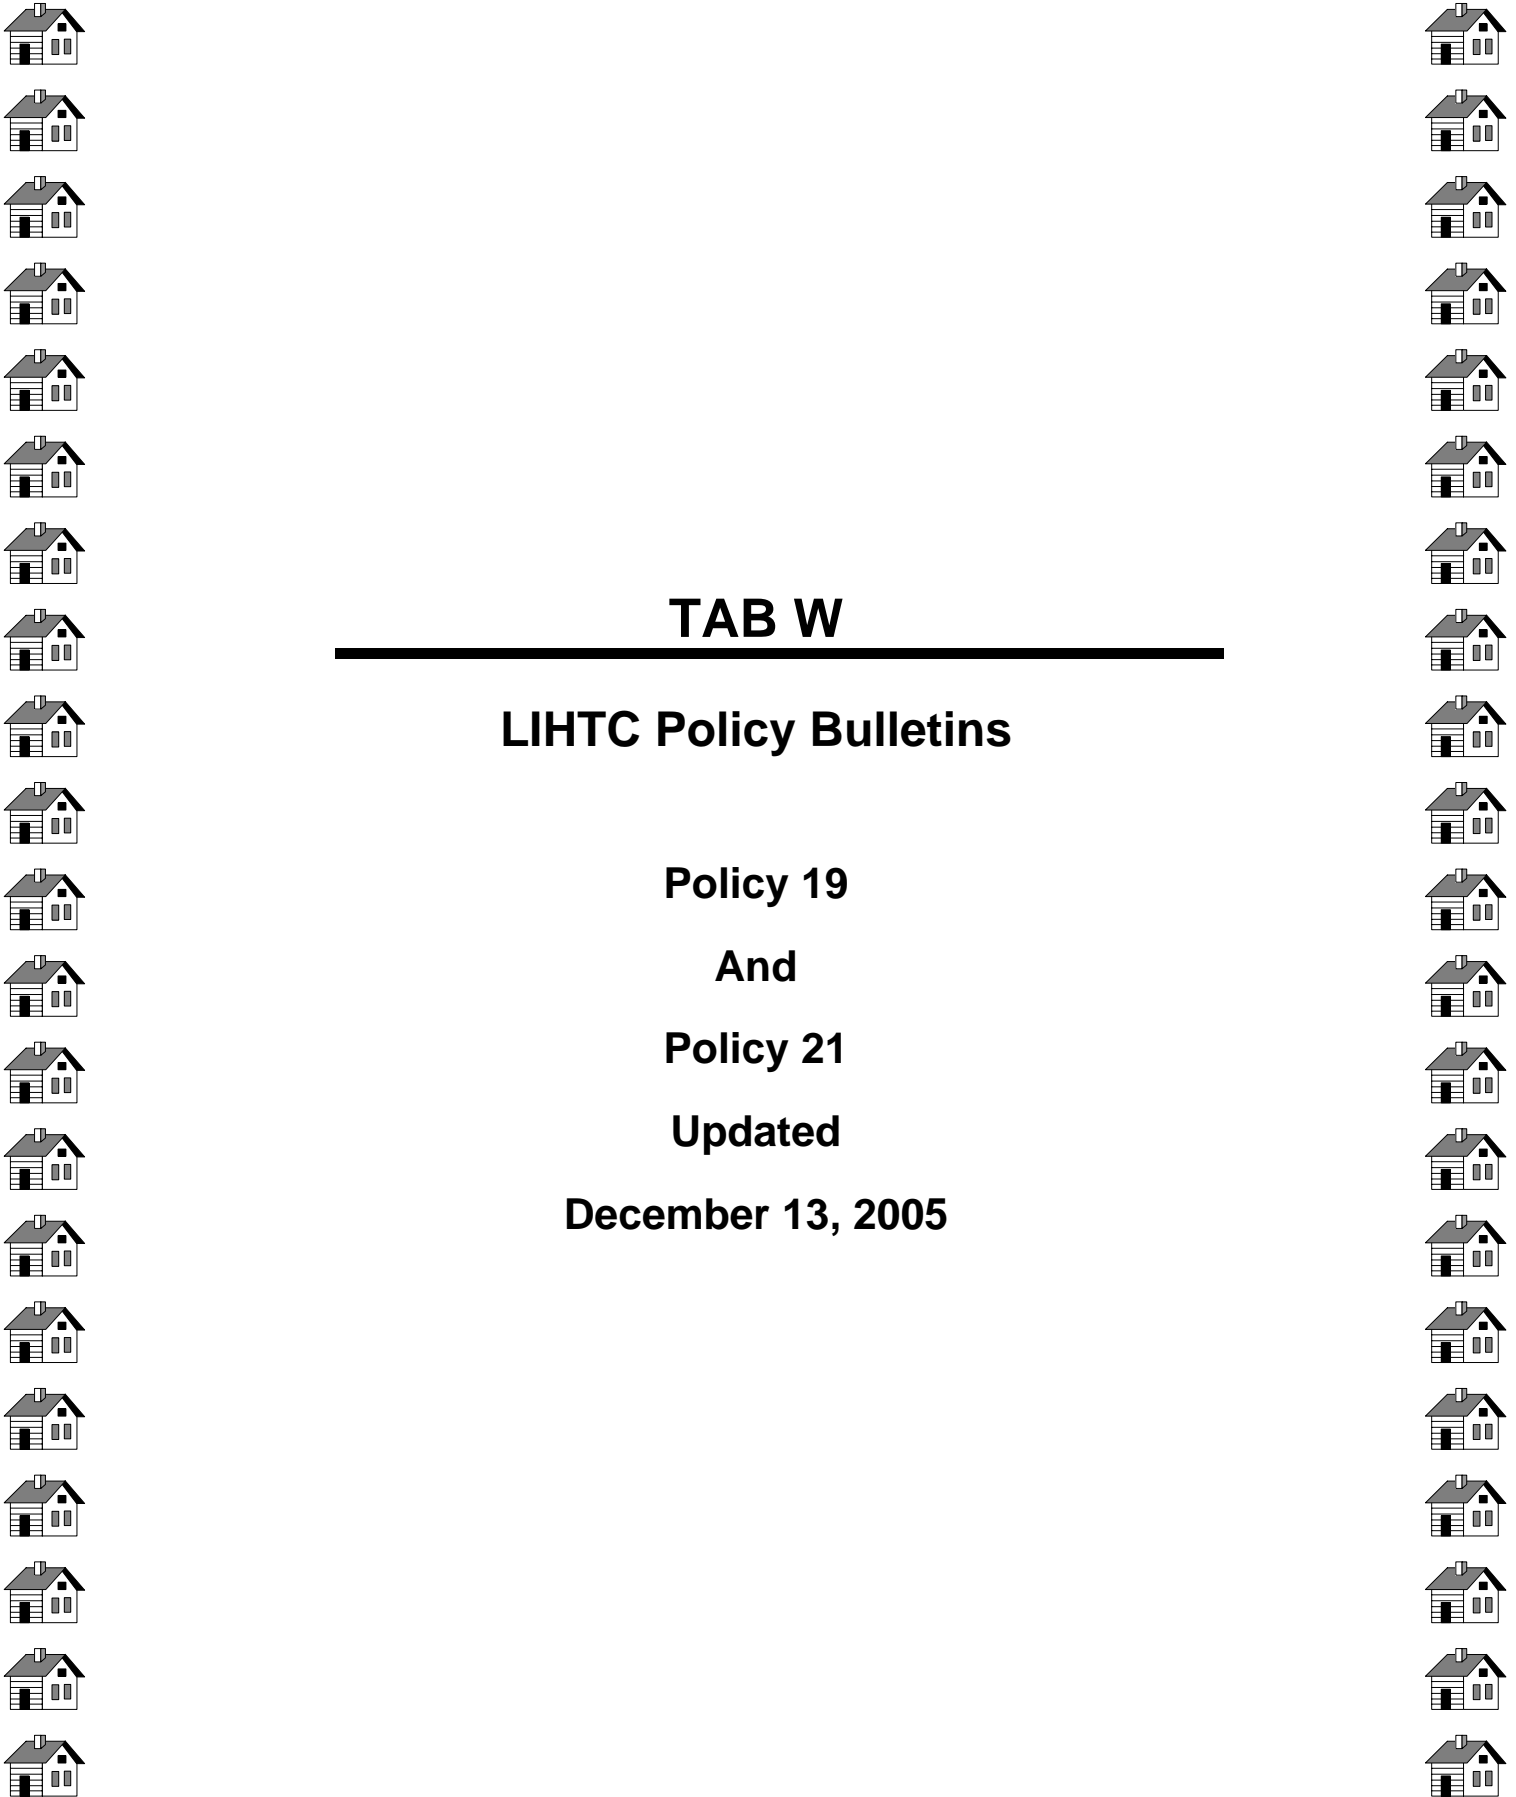 TAB W
LIHTC Policy Bulletins
Policy 19
And
Policy 21
Updated
December 13, 2005